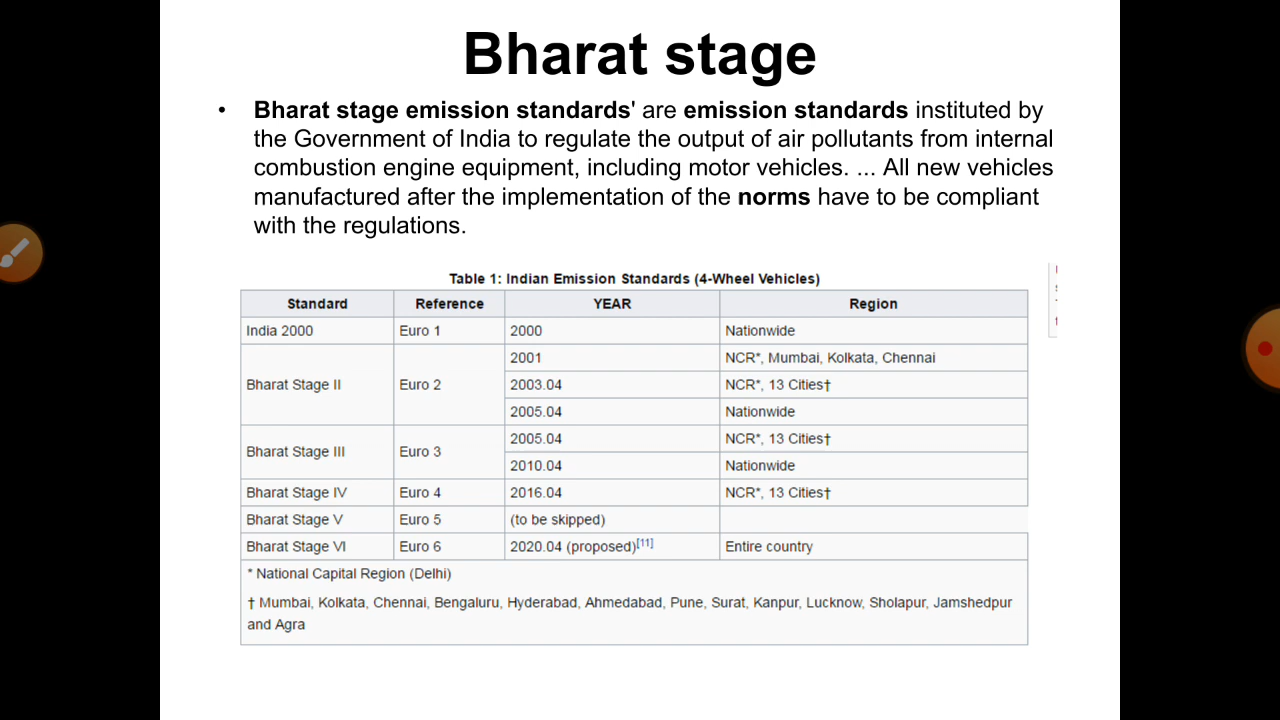 Bharat stage
• Bharat stage emission standards' are emission standards instituted by
the Government of India to regulate the output of air pollutants from internal
combustion engine equipment, including motor vehicles. ... All new vehicles
manufactured after the implementation of the norms have to be compliant
with the regulations.
Table 1: Indian Emission Standards (4-Wheel Vehicles)
Standard Reference YEAR Region
India 2000 Euro 1 2000 Nationwide
2001 NCR*, Mumbai, Kolkata, Chennai
Bharat Stage II Euro 2 2003.04 NCR*, 13 Cities†
2005.04 Nationwide
2005.04 NCR*, 13 Cities†
Bharat Stage III Euro 3
2010.04 Nationwide
Bharat Stage IV Euro 4 2016.04 NCR*, 13 Cities†
Bharat Stage V Euro 5 (to be skipped)
Bharat Stage VI Euro 6 2020.04 (proposed)[11] Entire country
* National Capital Region (Delhi)
† Mumbai, Kolkata, Chennai, Bengaluru, Hyderabad, Ahmedabad, Pune, Surat, Kanpur, Lucknow, Sholapur, Jamshedpur
and Agra